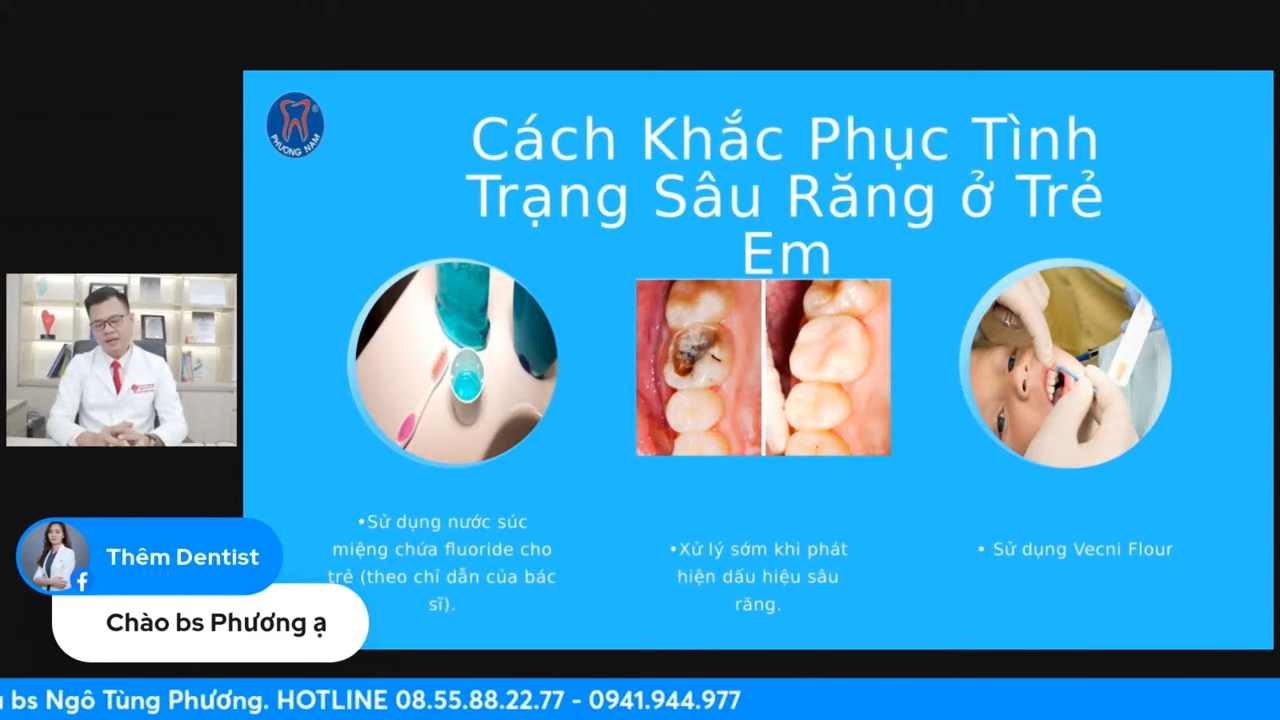 PHUONG NAM
®
Cách Khắc Phục Tình
Trạng Sâu Răng ở Trẻ
Em
•Sử dụng nước súc
miệng chứa fluoride cho
trẻ (theo chỉ dẫn của bác
sĩ).
•Xử lý sớm khi phát
hiện dấu hiệu sâu
răng.
• Sử dụng Vecni Flour
Thêm Dentist
Chào bs Phương ạ
bs Ngô Tùng Phương. HOTLINE 08.55.88.22.77 - 0941.944.977